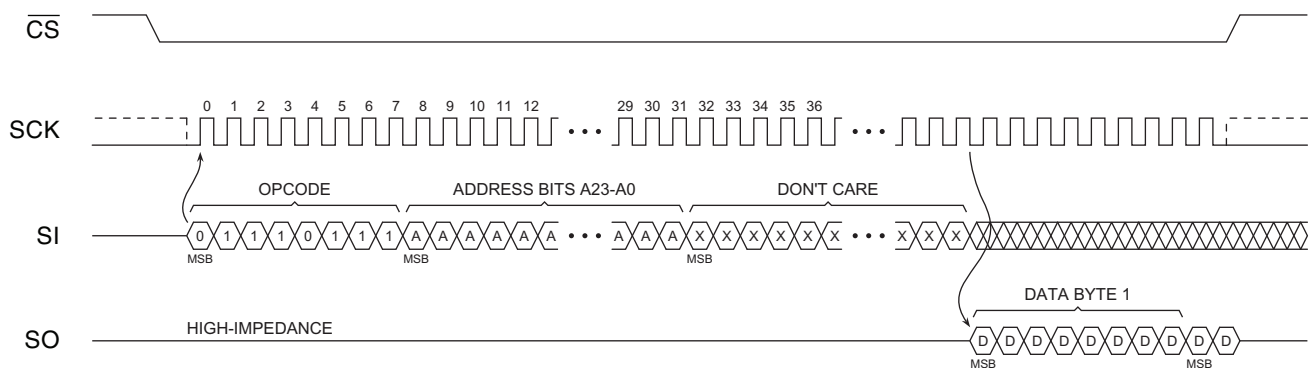 CS
SCK
0 1 2 3 4 5 6 7 8 9 10 11 12 29 30 31 32 33 34 35 36
OPCODE ADDRESS BITS A23-A0 DON'T CARE
SI
0 1 1 1 0 1 1 1 A A A A A A A A A X X X X X X X X X
MSB MSB MSB
DATA BYTE 1
HIGH-IMPEDANCE
SO
D D D D D D D D D D
MSB MSB